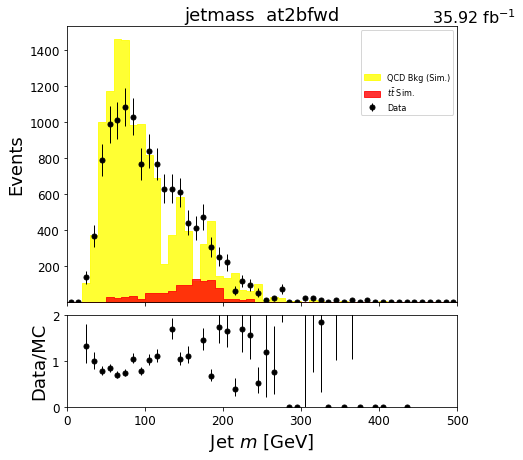 jetmass  at2bfwd
35.92 fb⁻¹
1400
1200
1000
800
600
400
200
Events
QCD Bkg (Sim.)
tt̄ Sim.
Data
2
1
0
Data/MC
0
100
200
300
400
500
Jet m [GeV]